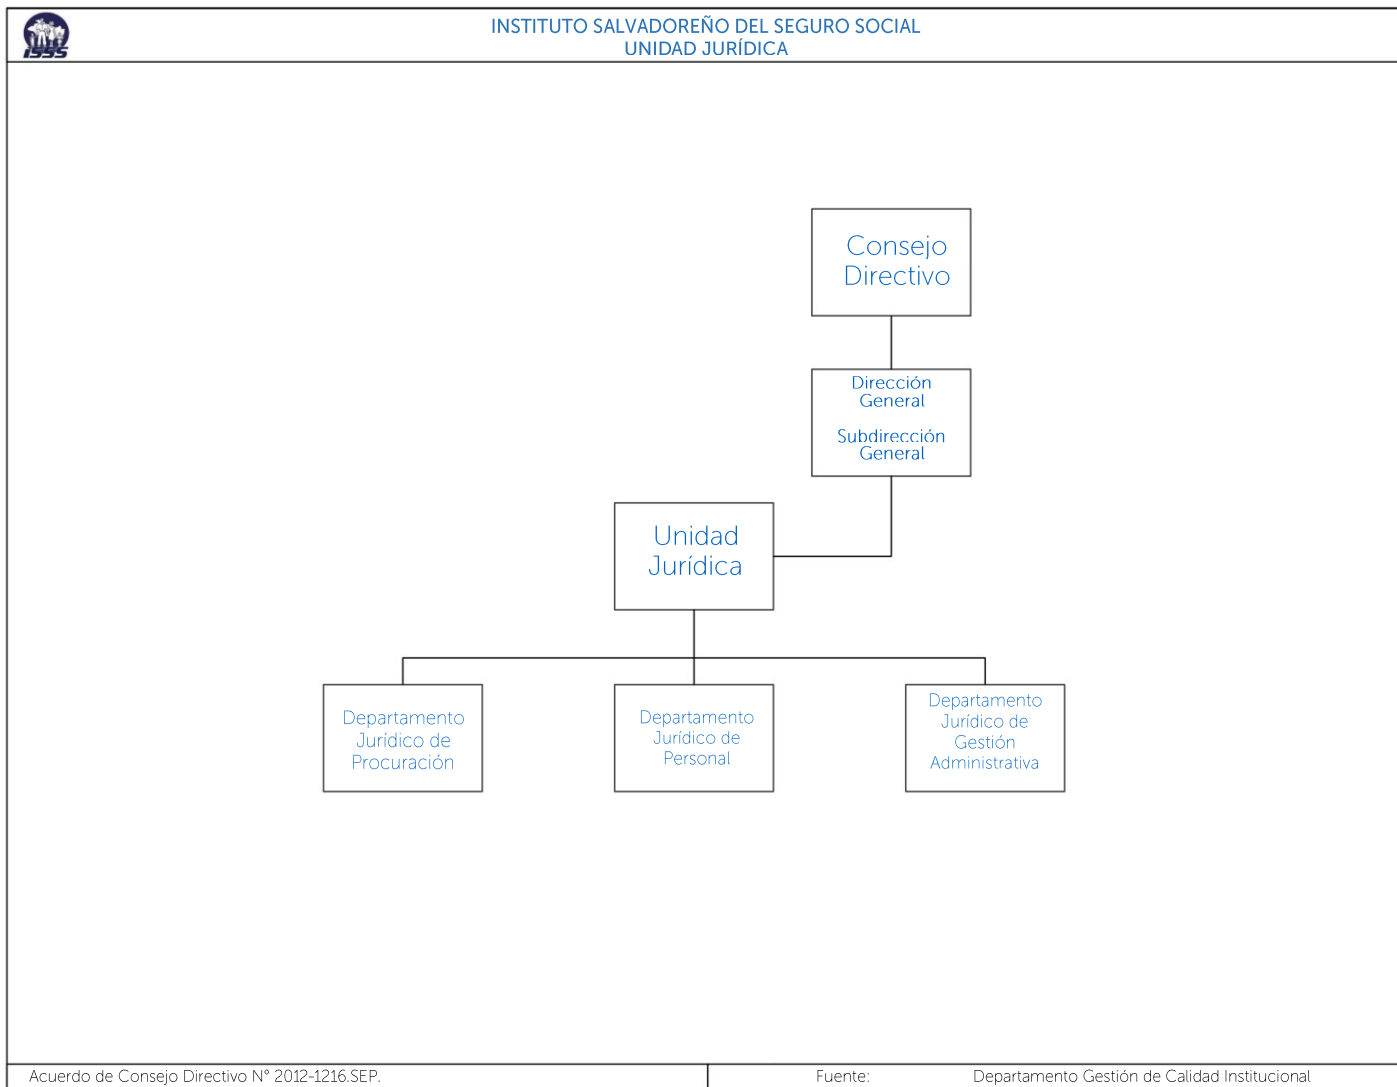 ISSS
INSTITUTO SALVADOREÑO DEL SEGURO SOCIAL
UNIDAD JURÍDICA
Consejo
Directivo
Dirección
General
Subdirección
General
Unidad
Jurídica
Departamento
Jurídico de
Procuración
Departamento
Jurídico de
Personal
Departamento
Jurídico de
Gestión
Administrativa
Acuerdo de Consejo Directivo N° 2012-1216.SEP.
Fuente: Departamento Gestión de Calidad Institucional